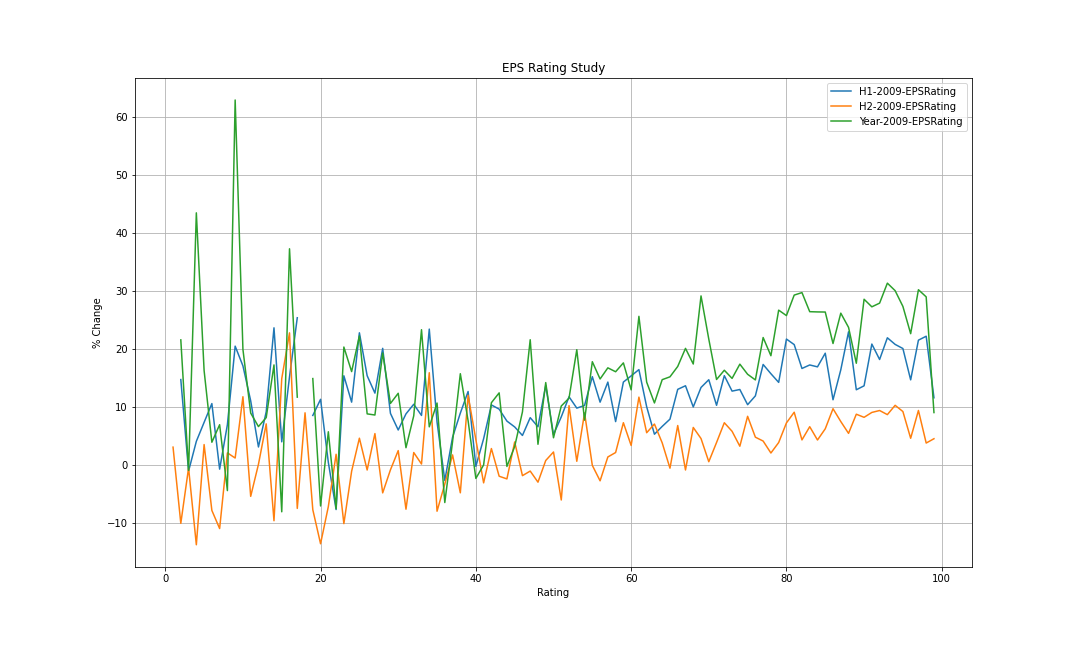 EPS Rating Study
H1-2009-EPSRating
H2-2009-EPSRating
Year-2009-EPSRating
% Change
60
50
40
30
20
10
0
−10
0 20 40 60 80 100
Rating